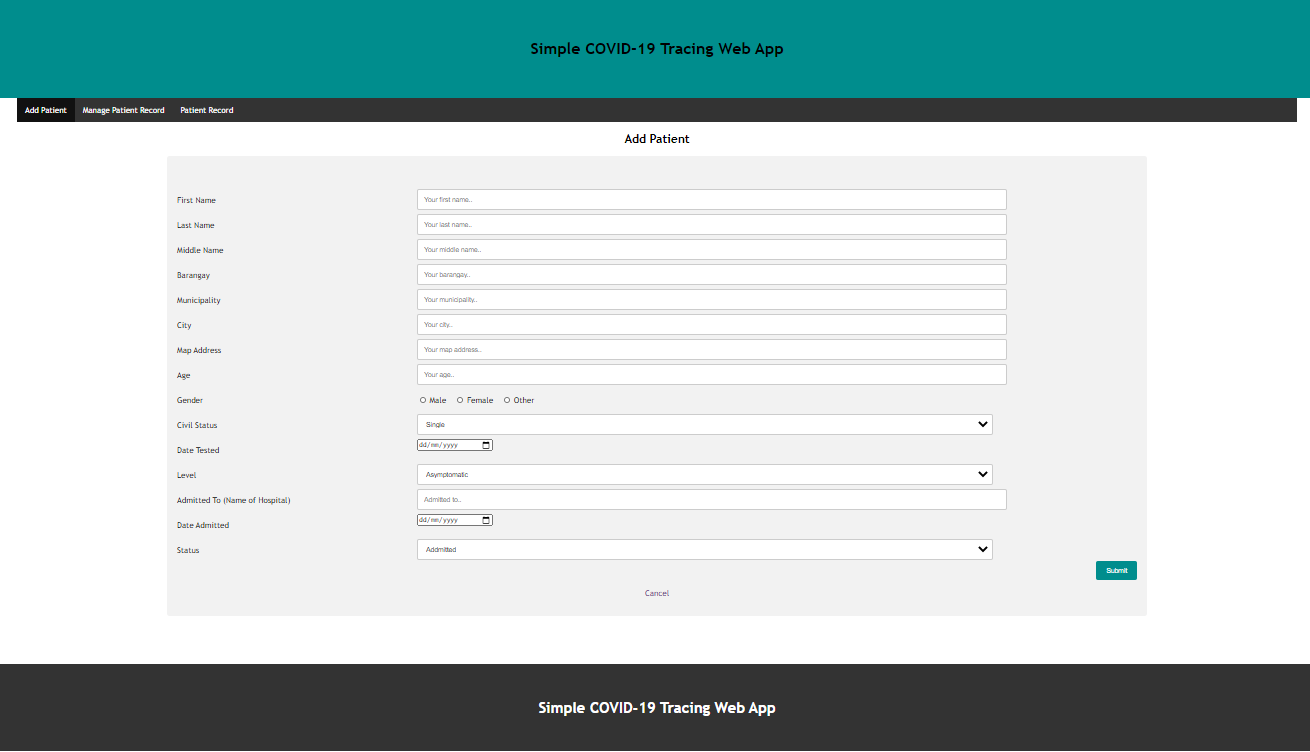 Simple COVID-19 Tracing Web App
Add Patient Manage Patient Record Patient Record
Add Patient
First Name Your first name..
Last Name Your last name..
Middle Name Your middle name..
Barangay Your barangay..
Municipality Your municipality..
City Your city..
Map Address Your map address..
Age Your age..
Gender Male Female Other
Civil Status Single
Date Tested dd/mm/yyyy
Level Asymptomatic
Admitted To (Name of Hospital) Admitted to..
Date Admitted dd/mm/yyyy
Status Addmitted
Submit
Cancel
Simple COVID-19 Tracing Web App